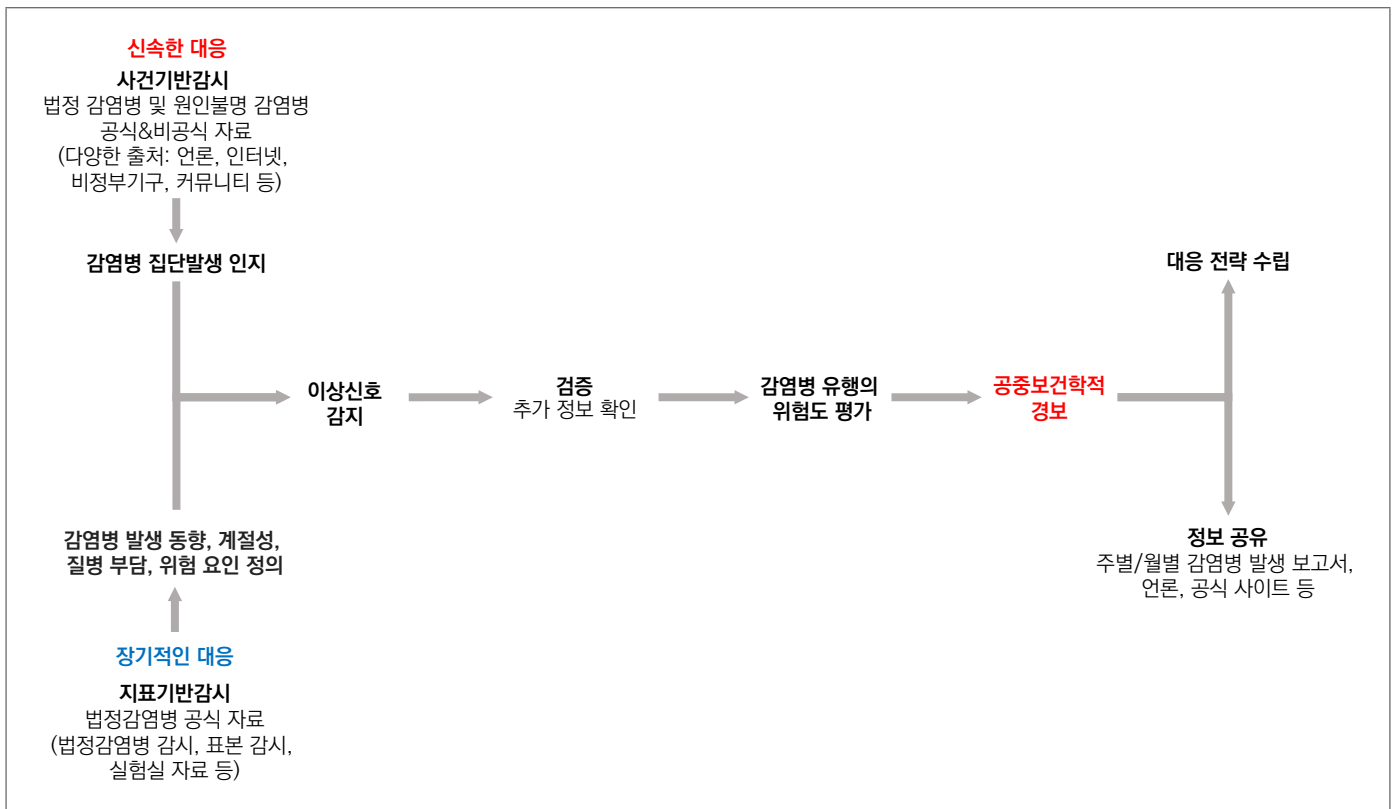 신속한 대응
사건기반감시
법정 감염병 및 원인불명 감염병
공식&비공식 자료
(다양한 출처: 언론, 인터넷,
비정부기구, 커뮤니티 등)
감염병 집단발생 인지
대응 전략 수립
이상신호
감지
검증
추가 정보 확인
감염병 유행의
위험도 평가
공중보건학적
경보
감염병 발생 동향, 계절성,
질병 부담, 위험 요인 정의
정보 공유
주별/월별 감염병 발생 보고서,
언론, 공식 사이트 등
장기적인 대응
지표기반감시
법정감염병 공식 자료
(법정감염병 감시, 표본 감시,
실험실 자료 등)